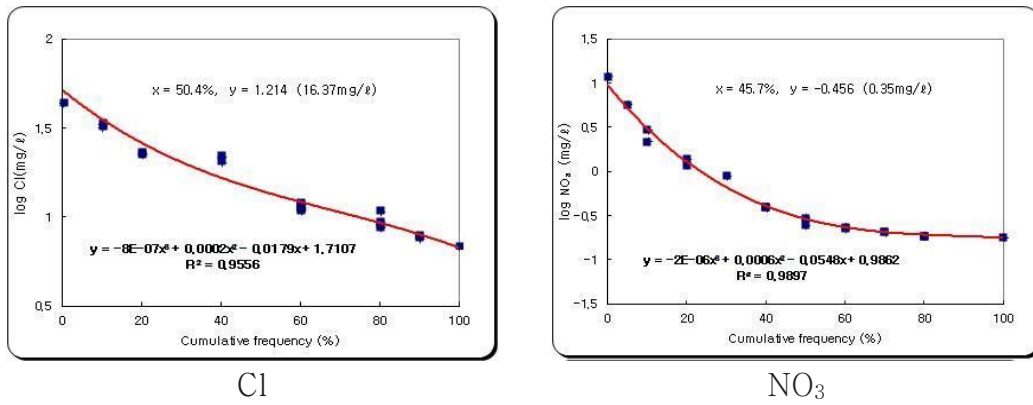 2
1,5
1
0,5
log Cl(mg/ℓ)
x = 50.4%, y = 1.214 (16.37mg/ℓ)
y = -8E-07x³ + 0,0002x² - 0,0179x + 1,7107
R² = 0,9556
0 20 40 60 80 100
Cumulative frequency (%)
Cl
1,5
1
0,5
0
-0,5
-1
-1,5
log NO₃ (mg/ℓ)
x = 45.7%, y = -0.456 (0.35mg/ℓ)
y = -2E-06x³ + 0,0006x² - 0,0548x + 0,9862
R² = 0,9897
0 20 40 60 80 100
Cumulative frequency (%)
NO₃